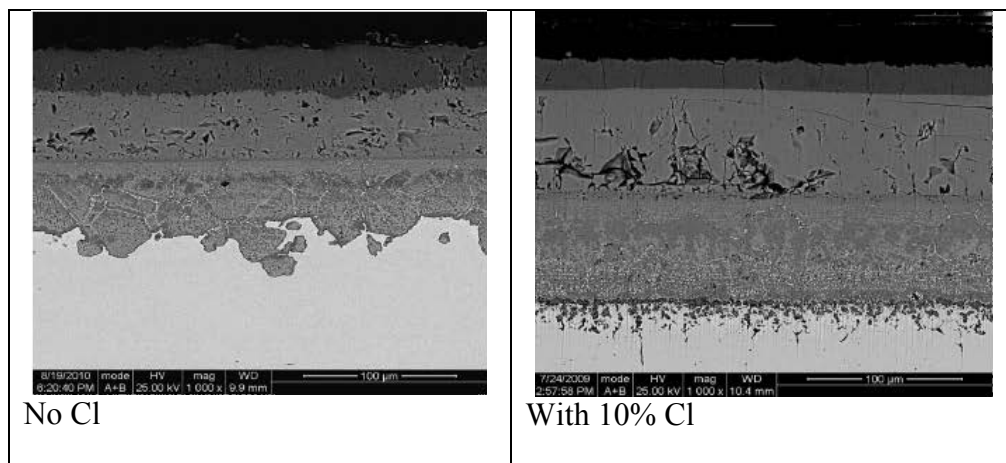 8/19/2010 mode HV mag WD
6:20:40 PM A+B 25.00 kV 1 000 x 9.9 mm
100 µm
No Cl
7/24/2009 mode HV mag WD
2:57:58 PM A+B 25.00 kV 1 000 x 10.4 mm
100 µm
With 10% Cl